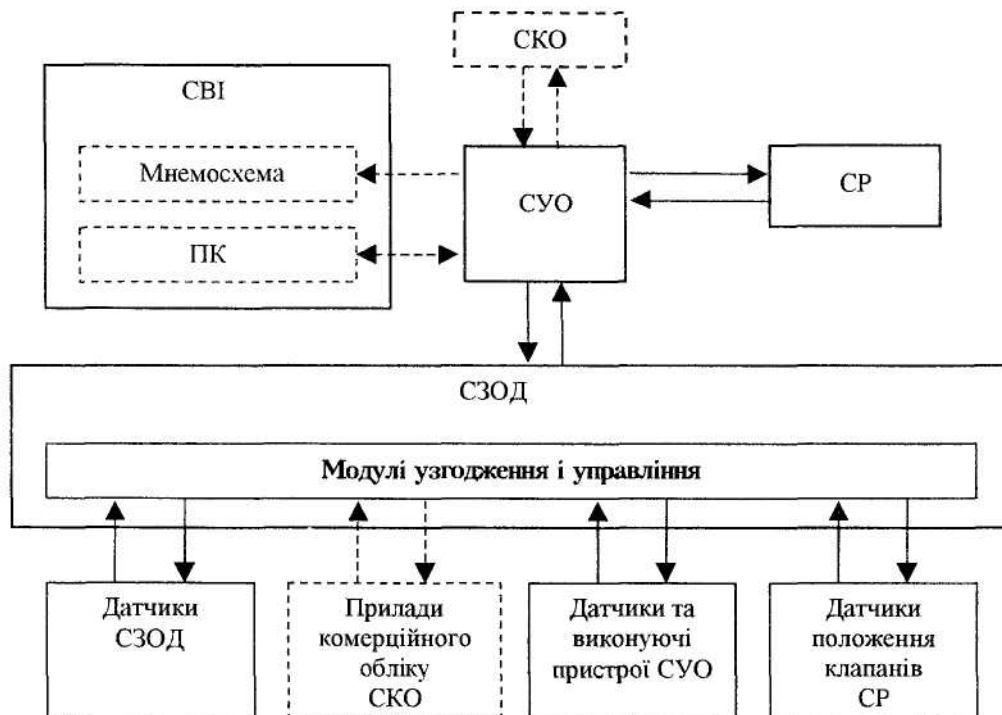 СКО
СВІ
Мнемосхема
ПК
СУО
СР
СЗОД
Модулі узгодження і управління
Датчики
СЗОД
Прилади
комерційного
обліку
СКО
Датчики та
виконуючі
пристрої СУО
Датчики
положення
клапанів
СР